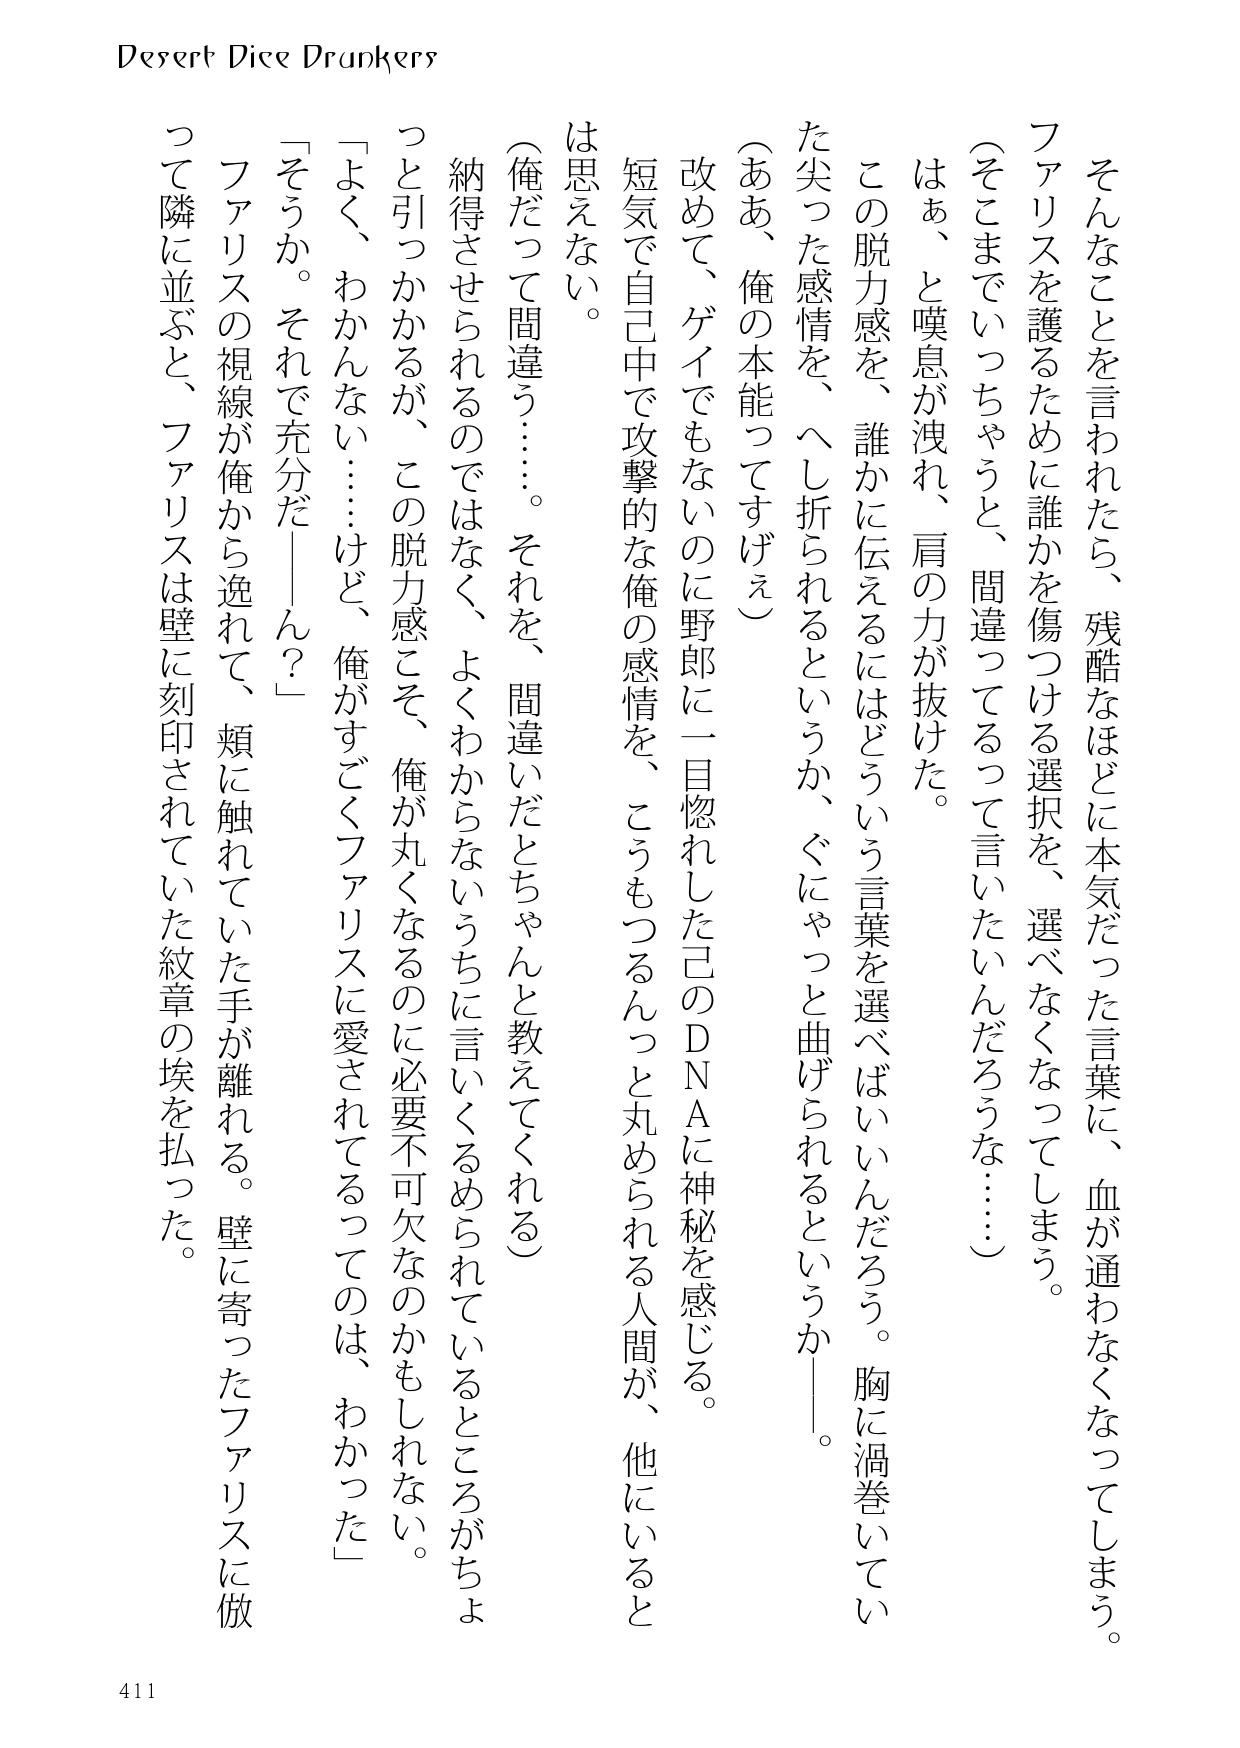 Desert Dice Drunkers
そんなことを言われたら、残酷なほどに本気だった言葉に、血が通わなくなってしまう。
ファリスを護るために誰かを傷つける選択を、選べなくなってしまう。
（そこまでいっちゃうと、間違ってるって言いたいんだろうな……）
はぁ、と嘆息が洩れ、肩の力が抜けた。
この脱力感を、誰かに伝えるにはどういう言葉を選べばいいんだろう。胸に渦巻いてい
た尖った感情を、へし折られるというか、ぐにゃっと曲げられるというか――。
（ああ、俺の本能ってすげぇ）
改めて、ゲイでもないのに野郎に一目惚れした己のＤＮＡに神秘を感じる。
短気で自己中で攻撃的な俺の感情を、こうもつるんっと丸められる人間が、他にいると
は思えない。
（俺だって間違う……。それを、間違いだとちゃんと教えてくれる）
納得させられるのではなく、よくわからないうちに言いくるめられているところがちょ
っと引っかかるが、この脱力感こそ、俺が丸くなるのに必要不可欠なのかもしれない。
「よく、わかんない……けど、俺がすごくファリスに愛されてるってのは、わかった」
「そうか。それで充分だ――ん？」
ファリスの視線が俺から逸れて、頬に触れていた手が離れる。壁に寄ったファリスに倣
って隣に並ぶと、ファリスは壁に刻印されていた紋章の埃を払った。
411